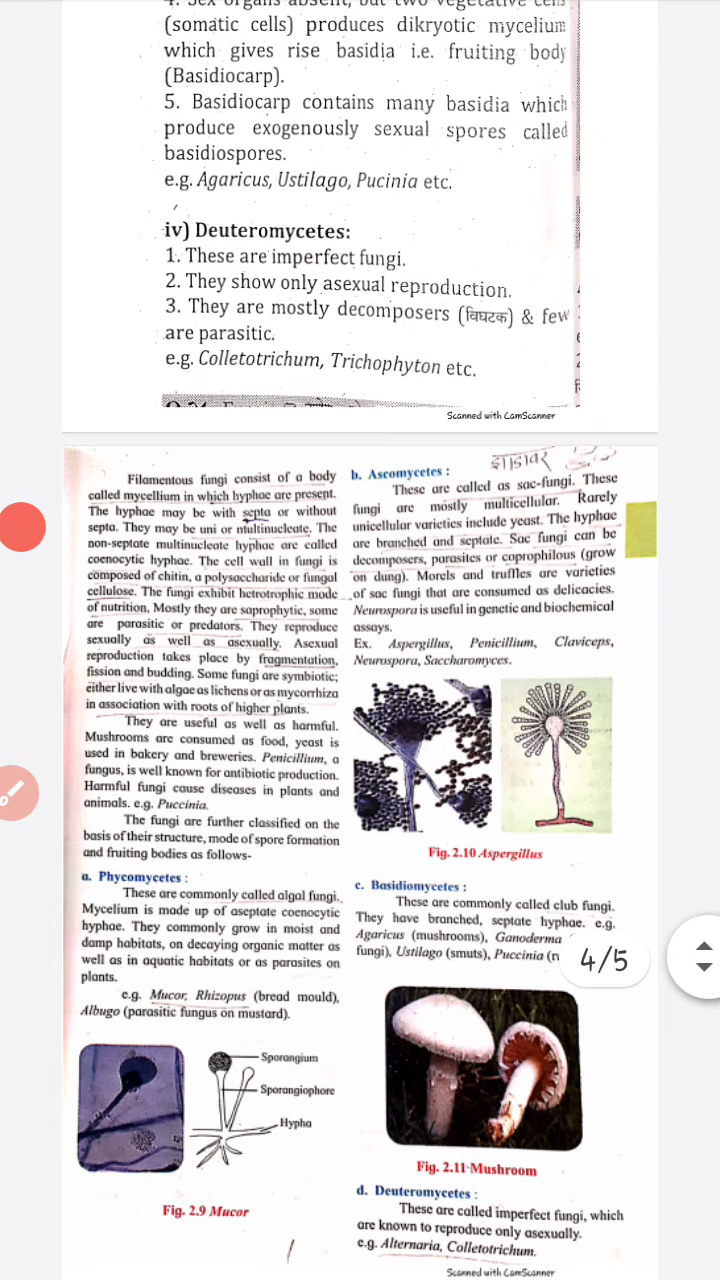 4. Sex organs absent, but two vegetative cells
(somatic cells) produces dikryotic mycelium
which gives rise basidia i.e. fruiting body
(Basidiocarp).
5. Basidiocarp contains many basidia which
produce exogenously sexual spores called
basidiospores.
e.g. Agaricus, Ustilago, Pucinia etc.
iv) Deuteromycetes:
1. These are imperfect fungi.
2. They show only asexual reproduction.
3. They are mostly decomposers (विघटक) & few
are parasitic.
e.g. Colletotrichum, Trichophyton etc.
Scanned with CamScanner
Filamentous fungi consist of a body
called mycellium in which hyphae are present.
The hyphae may be with septa or without
septa. They may be uni or multinucleate. The
non-septate multinucleate hyphae are called
coenocytic hyphae. The cell wall in fungi is
composed of chitin, a polysaccharide or fungal
cellulose. The fungi exhibit hetrotrophic mode
of nutrition. Mostly they are saprophytic, some
are parasitic or predators. They reproduce
sexually as well as asexually. Asexual
reproduction takes place by fragmentation,
fission and budding. Some fungi are symbiotic;
either live with algae as lichens or as mycorrhiza
in association with roots of higher plants.
They are useful as well as harmful.
Mushrooms are consumed as food, yeast is
used in bakery and breweries. Penicillium, a
fungus, is well known for antibiotic production.
Harmful fungi cause diseases in plants and
animals. e.g. Puccinia.
The fungi are further classified on the
basis of their structure, mode of spore formation
and fruiting bodies as follows-
a. Phycomycetes :
These are commonly called algal fungi.
Mycelium is made up of aseptate coenocytic
hyphae. They commonly grow in moist and
damp habitats, on decaying organic matter as
well as in aquatic habitats or as parasites on
plants.
e.g. Mucor, Rhizopus (bread mould),
Albugo (parasitic fungus on mustard).
Sporangium
Sporangiophore
Hypha
Fig. 2.9 Mucor
b. Ascomycetes :
These are called as sac-fungi. These
fungi are mostly multicellular. Rarely
unicellular varieties include yeast. The hyphae
are branched and septate. Sac fungi can be
decomposers, parasites or coprophilous (grow
on dung). Morels and truffles are varieties
of sac fungi that are consumed as delicacies.
Neurospora is useful in genetic and biochemical
assays.
Ex. Aspergillus, Penicillium, Claviceps,
Neurospora, Saccharomyces.
Fig. 2.10 Aspergillus
c. Basidiomycetes :
These are commonly called club fungi.
They have branched, septate hyphae. e.g.
Agaricus (mushrooms), Ganoderma
fungi), Ustilago (smuts), Puccinia
4/5
Fig. 2.11 Mushroom
d. Deuteromycetes :
These are called imperfect fungi, which
are known to reproduce only asexually.
e.g. Alternaria, Colletotrichum.
Scanned with CamScanner